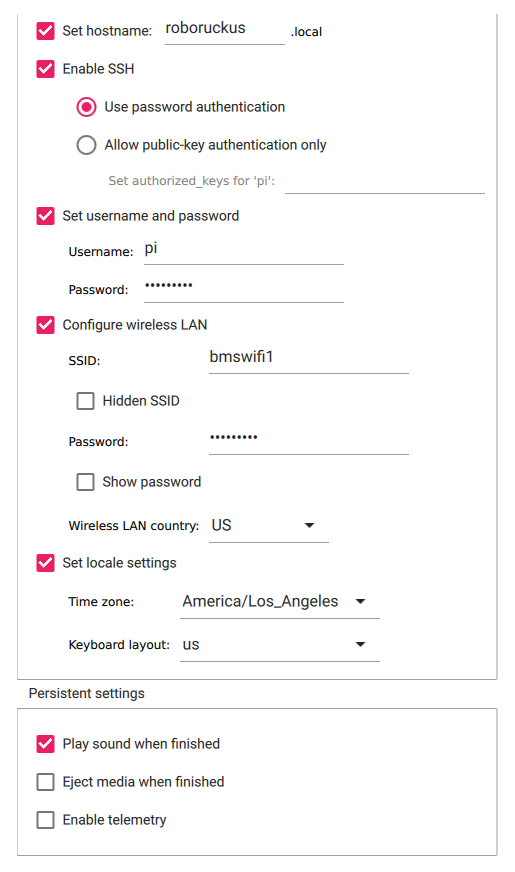 Set hostname: roboruckus .local
Enable SSH
Use password authentication
Allow public-key authentication only
Set authorized_keys for 'pi':
Set username and password
Username: pi
Password: •••••••••
Configure wireless LAN
SSID: bmswifi1
Hidden SSID
Password: •••••••••
Show password
Wireless LAN country: US
Set locale settings
Time zone: America/Los_Angeles
Keyboard layout: us
Persistent settings
Play sound when finished
Eject media when finished
Enable telemetry